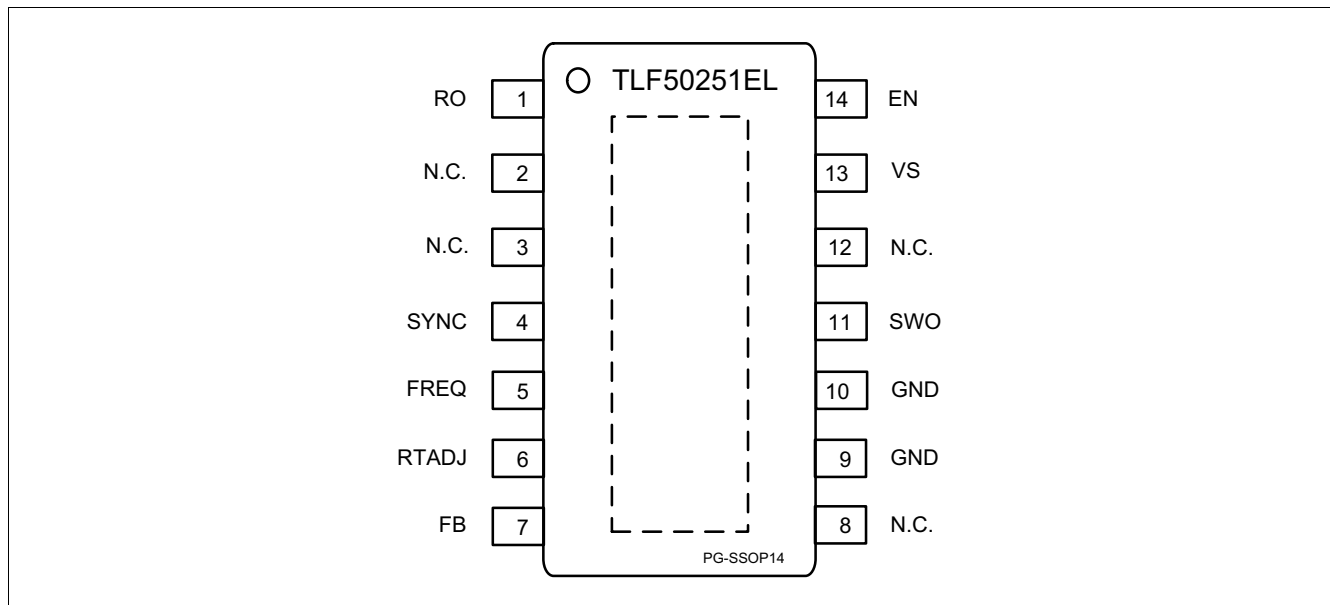 TLF50251EL
RO 1 14 EN
N.C. 2 13 VS
N.C. 3 12 N.C.
SYNC 4 11 SWO
FREQ 5 10 GND
RTADJ 6 9 GND
FB 7 8 N.C.
PG-SSOP14